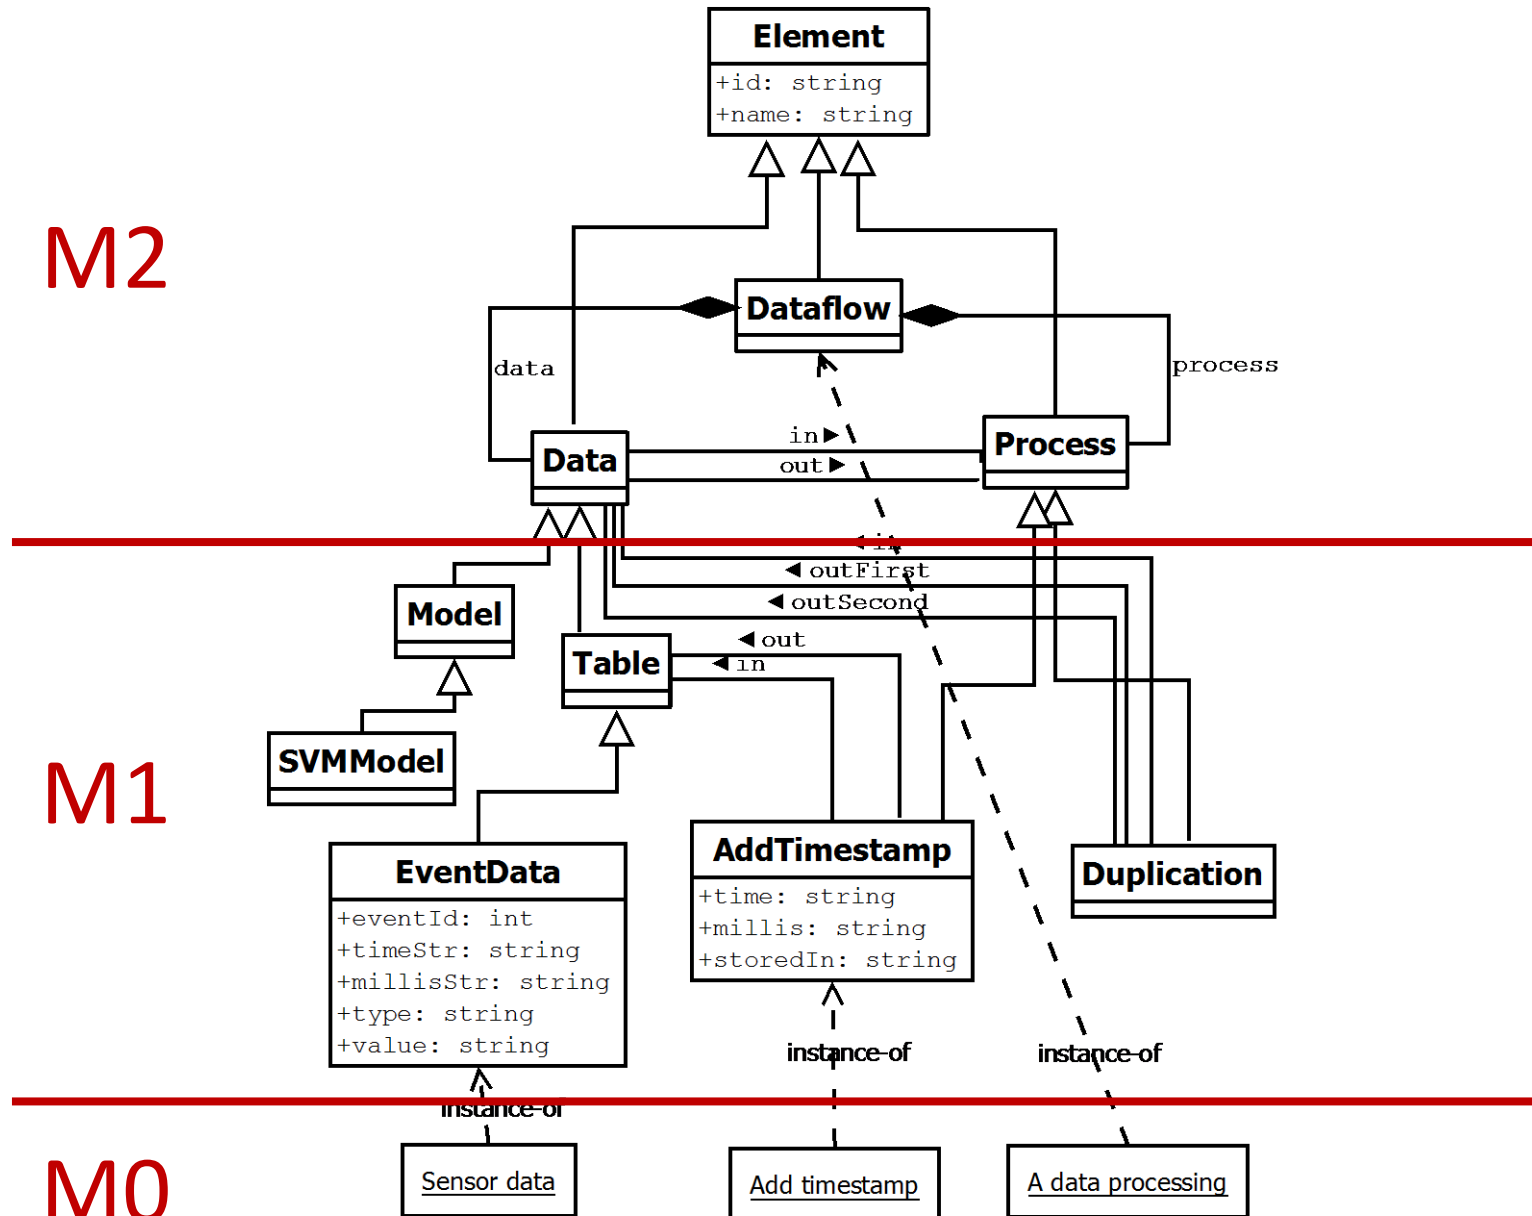 Element
+id: string
+name: string
M2
Dataflow
data
process
in ►
Process
Data
out ►
◄ in
◄ outFirst
Model
◄ outSecond
◄ out
Table
◄ in
SVMModel
M1
AddTimestamp
EventData
Duplication
+time: string
+eventId: int
+millis: string
+timeStr: string
+storedIn: string
+millisStr: string
+type: string
+value: string
instance-of
instance-of
instance-of
M0
Sensor data
Add timestamp
A data processing